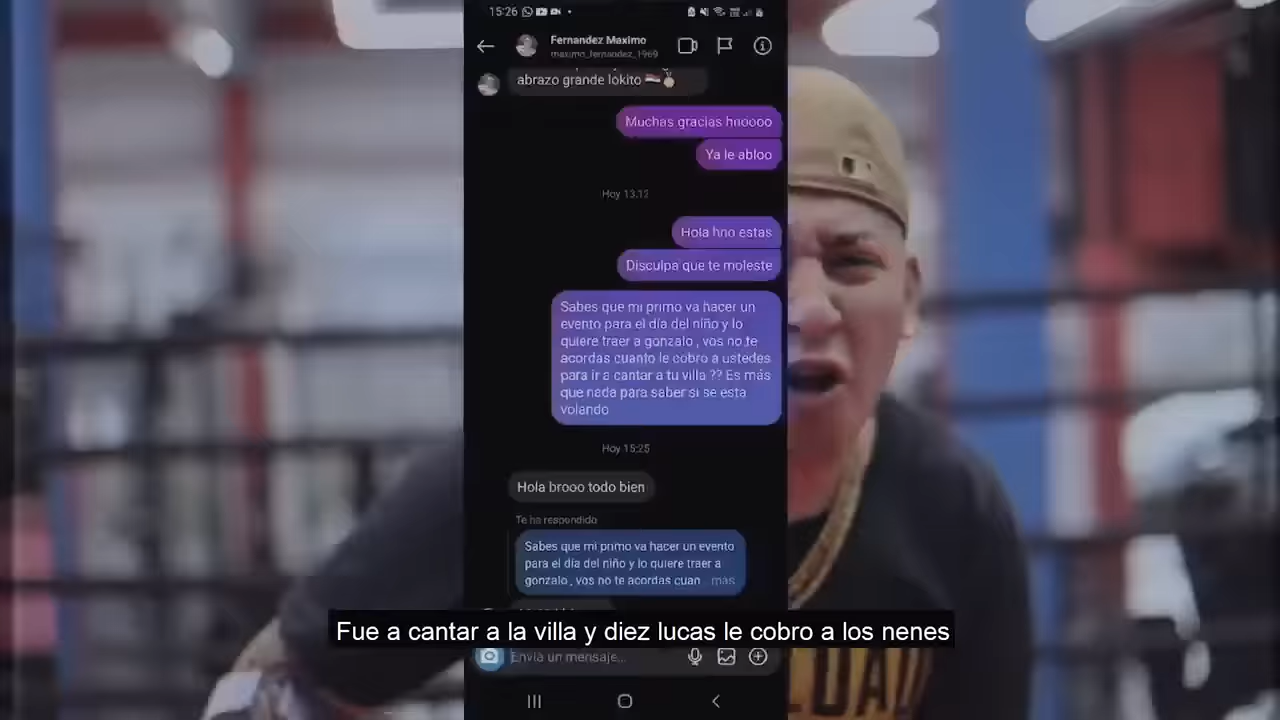 15:26
Fernandez Maximo
maximo_fernandez_1969
abrazo grande lokito
Muchas gracias hnoooo
Ya le abloo
Hoy 13:12
Hola hno estas
Disculpa que te moleste
Sabes que mi primo va hacer un
evento para el día del niño y lo
quiere traer a gonzalo , vos no te
acordas cuanto le cobro a ustedes
para ir a cantar a tu villa ?? Es más
que nada para saber si se esta
volando
Hoy 15:25
Hola brooo todo bien
Te ha respondido
Sabes que mi primo va hacer un evento
para el día del niño y lo quiere traer a
gonzalo , vos no te acordas cuan... más
Fue a cantar a la villa y diez lucas le cobro a los nenes
Envía un mensaje...